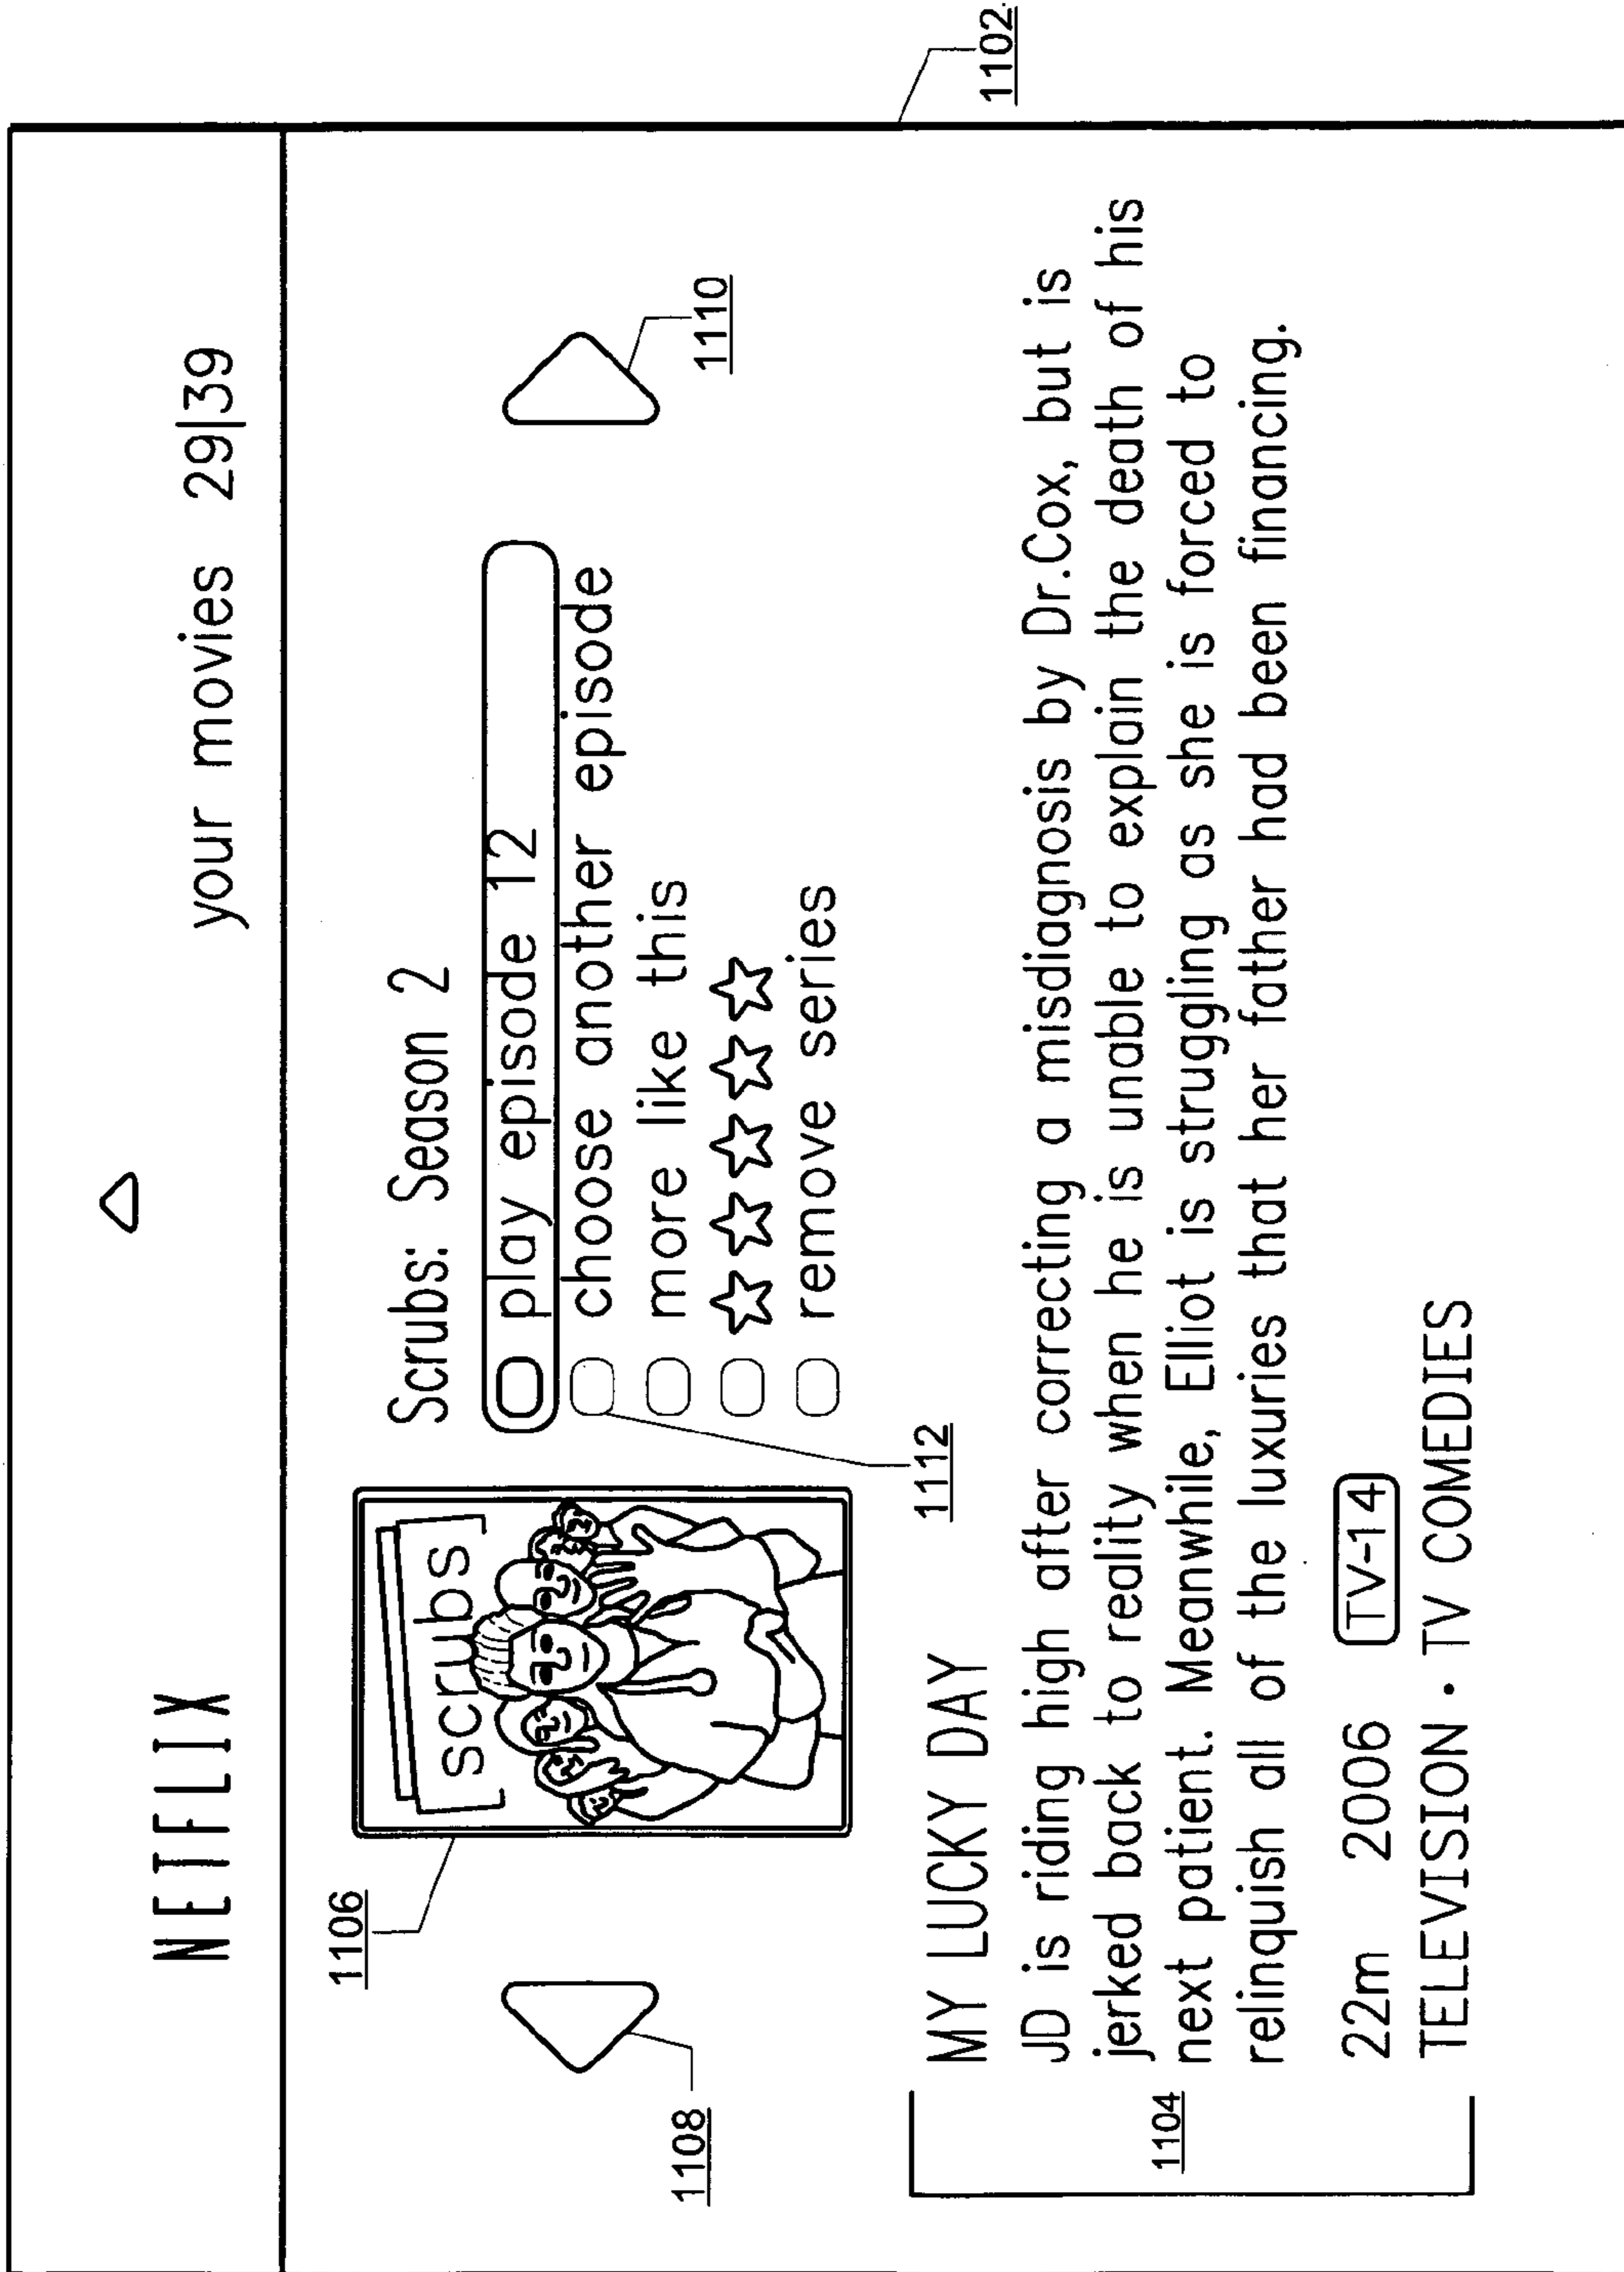 NETFLIX
your movies 29|39
1106
scrubs
Scrubs: Season 2
play episode 12
choose another episode
more like this
remove series
1108
1110
1112
1102
MY LUCKY DAY
JD is riding high after correcting a misdiagnosis by Dr.Cox, but is
jerked back to reality when he is unable to explain the death of his
next patient. Meanwhile, Elliot is struggling as she is forced to
relinquish all of the luxuries that her father had been financing.
1104
22m 2006 TV-14
TELEVISION • TV COMEDIES